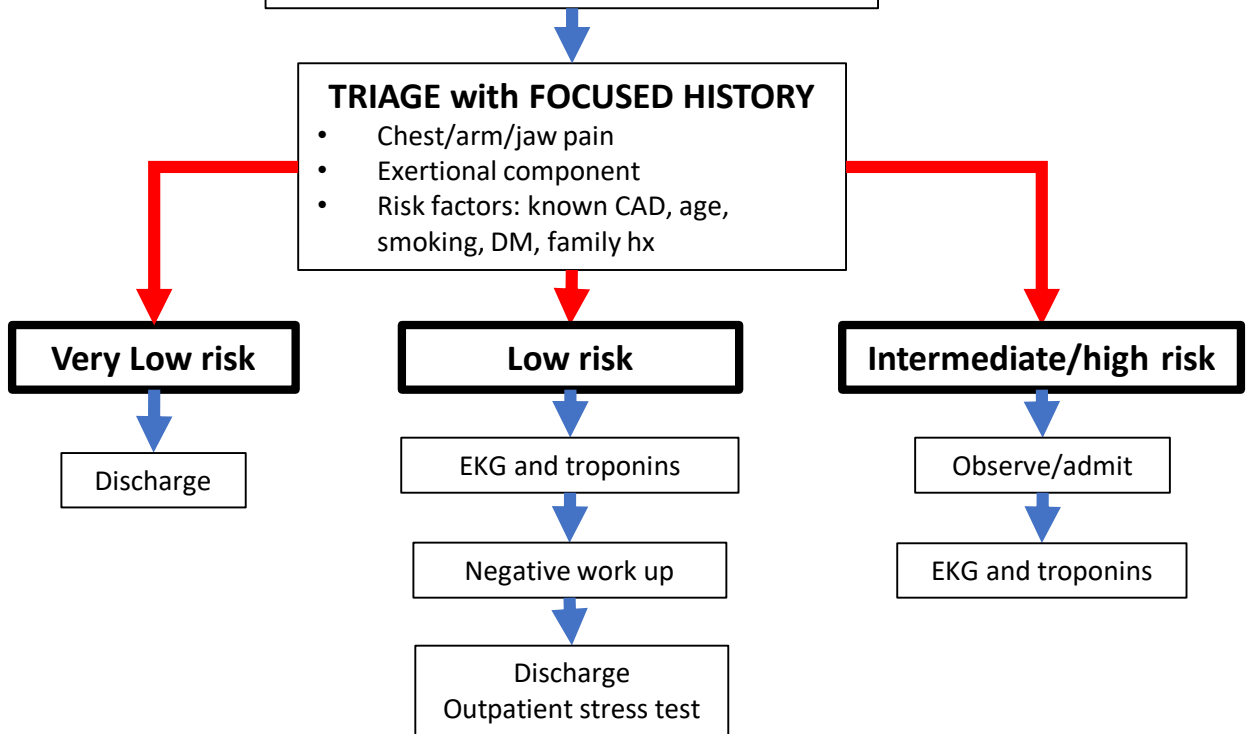 TRIAGE with FOCUSED HISTORY
• Chest/arm/jaw pain
• Exertional component
• Risk factors: known CAD, age,
smoking, DM, family hx
Very Low risk
Low risk
Intermediate/high risk
Discharge
EKG and troponins
Observe/admit
Negative work up
EKG and troponins
Discharge
Outpatient stress test